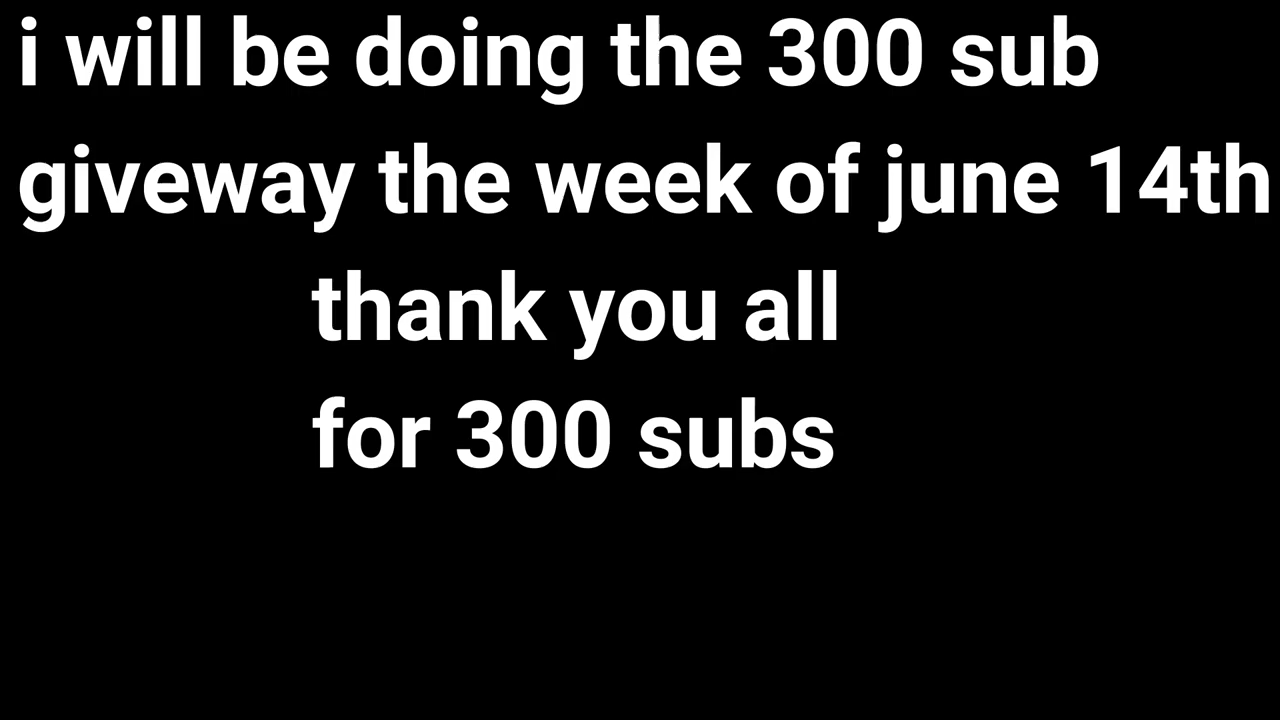 i will be doing the 300 sub
giveway the week of june 14th
thank you all
for 300 subs